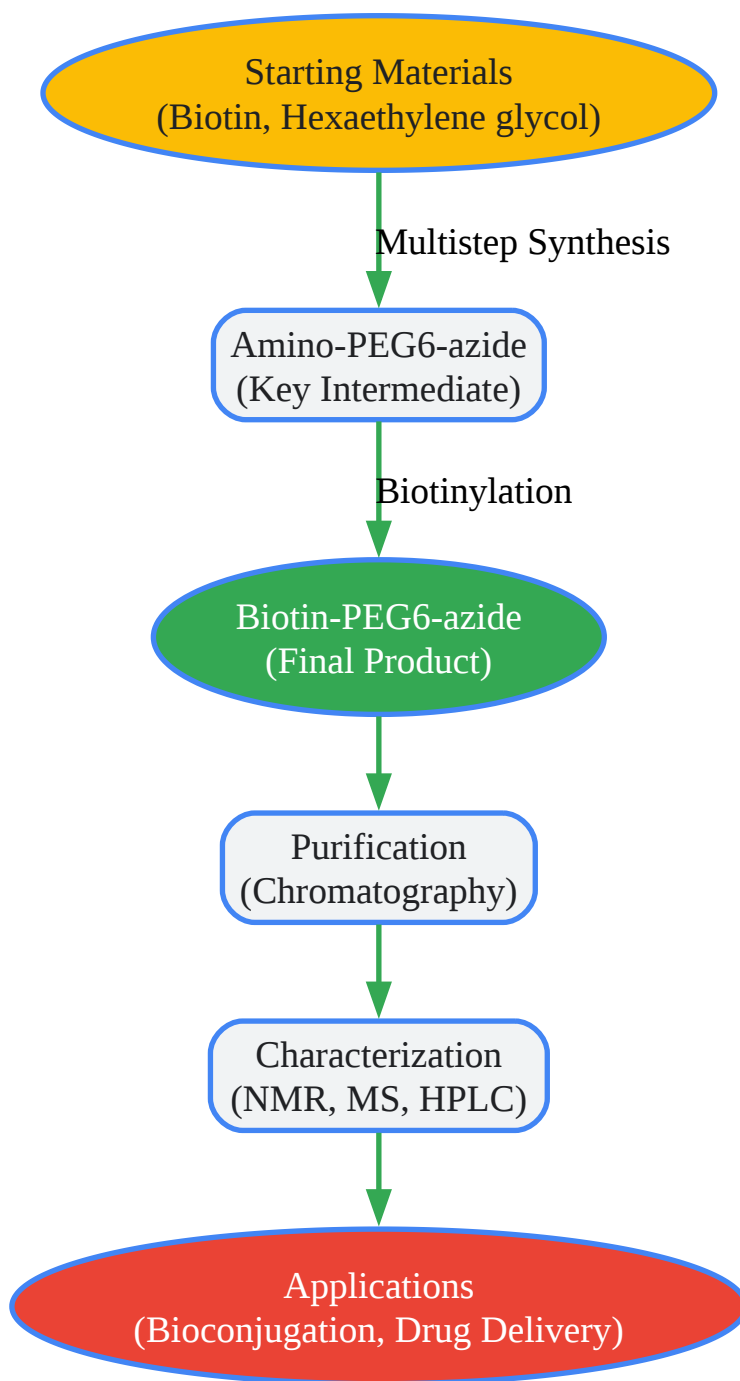 Starting Materials
(Biotin, Hexaethylene glycol)
Multistep Synthesis
Amino-PEG6-azide
(Key Intermediate)
Biotinylation
Biotin-PEG6-azide
(Final Product)
Purification
(Chromatography)
Characterization
(NMR, MS, HPLC)
Applications
(Bioconjugation, Drug Delivery)